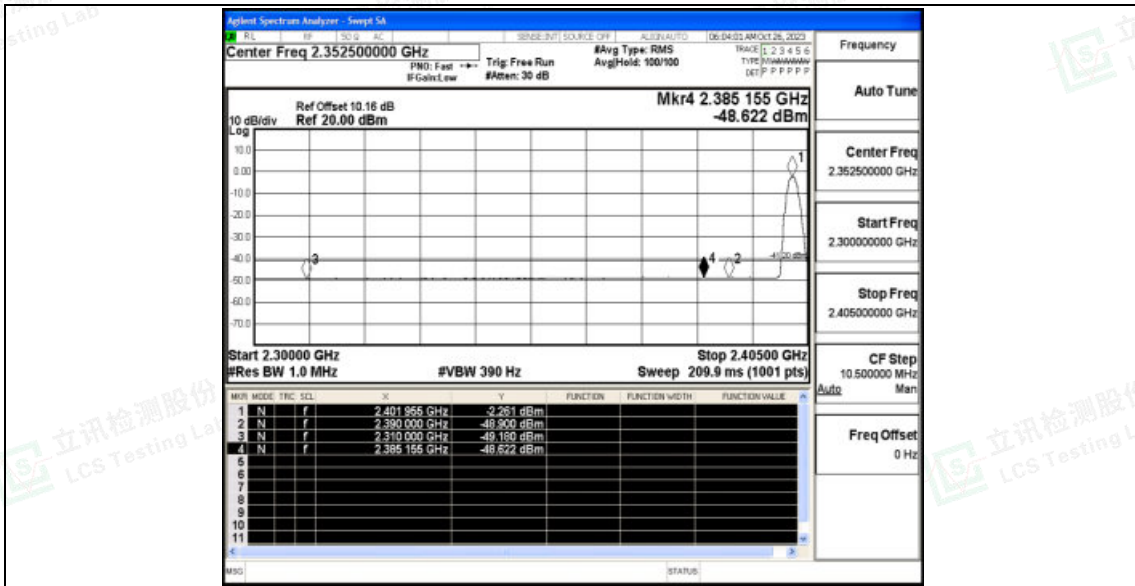 Agilent Spectrum Analyzer - Swept SA
RL RF 50 Ω AC SENSE:INT SOURCE OFF ALIGNAUTO 06:04:01 AM Oct 26, 2023
Center Freq 2.352500000 GHz
PNO: Fast
IFGain:Low
Trig: Free Run
#Atten: 30 dB
#Avg Type: RMS
Avg|Hold: 100/100
TRACE 1 2 3 4 5 6
TYPE
DET P P P P P P
Mkr4 2.385 155 GHz
-48.622 dBm
Ref Offset 10.16 dB
10 dB/div Ref 20.00 dBm
Log
10.0
0.00
-10.0
-20.0
-30.0
-40.0
-50.0
-60.0
-70.0
1
3
4
2
-41.20 dBm
Start 2.30000 GHz Stop 2.40500 GHz
#Res BW 1.0 MHz #VBW 390 Hz Sweep 209.9 ms (1001 pts)
MKR MODE TRC SCL X Y FUNCTION FUNCTION WIDTH FUNCTION VALUE
1 N f 2.401 955 GHz -2.261 dBm
2 N f 2.390 000 GHz -48.900 dBm
3 N f 2.310 000 GHz -49.180 dBm
4 N f 2.385 155 GHz -48.622 dBm
5
6
7
8
9
10
11
MSG STATUS
Frequency
Auto Tune
Center Freq
2.352500000 GHz
Start Freq
2.300000000 GHz
Stop Freq
2.405000000 GHz
CF Step
10.500000 MHz
Auto Man
Freq Offset
0 Hz
sting Lab
立讯检测股份
LCS Testing Lab
立讯检测股
LCS Testing L